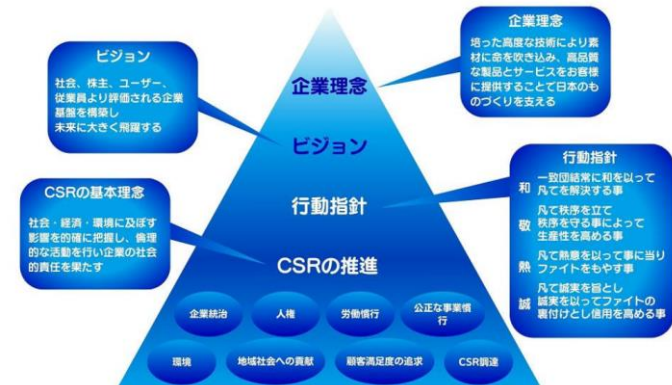 企業理念
培った高度な技術により素
材に命を吹き込み、高品質
な製品とサービスをお客様
に提供することで日本のも
のづくりを支える
ビジョン
社会、株主、ユーザー、
従業員より評価される企業
基盤を構築し
未来に大きく飛躍する
企業理念
ビジョン
行動指針
CSRの推進
行動指針
和 一致団結常に和を以って
凡てを解決する事
敬 凡て秩序を立て
秩序を守る事によって
生産性を高める事
熱 凡て熱意を以って事に当り
ファイトをもやす事
誠 凡て誠実を旨とし
誠実を以ってファイトの
裏付けとし信用を高める事
CSRの基本理念
社会・経済・環境に及ぼす
影響を的確に把握し、倫理
的な活動を行い企業の社会
的責任を果たす
企業統治
人権
労働慣行
公正な事業慣
行
環境
地域社会への貢献
顧客満足度の追求
CSR調達